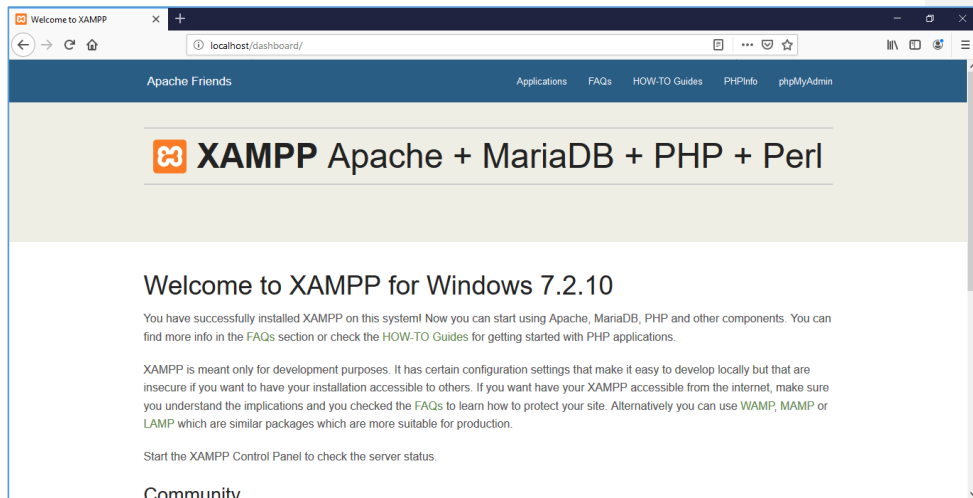 Welcome to XAMPP
localhost/dashboard/
Apache Friends
Applications FAQs HOW-TO Guides PHPInfo phpMyAdmin
XAMPP Apache + MariaDB + PHP + Perl
Welcome to XAMPP for Windows 7.2.10
You have successfully installed XAMPP on this system! Now you can start using Apache, MariaDB, PHP and other components. You can
find more info in the FAQs section or check the HOW-TO Guides for getting started with PHP applications.
XAMPP is meant only for development purposes. It has certain configuration settings that make it easy to develop locally but that are
insecure if you want to have your installation accessible to others. If you want have your XAMPP accessible from the internet, make sure
you understand the implications and you checked the FAQs to learn how to protect your site. Alternatively you can use WAMP, MAMP or
LAMP which are similar packages which are more suitable for production.
Start the XAMPP Control Panel to check the server status.
Community